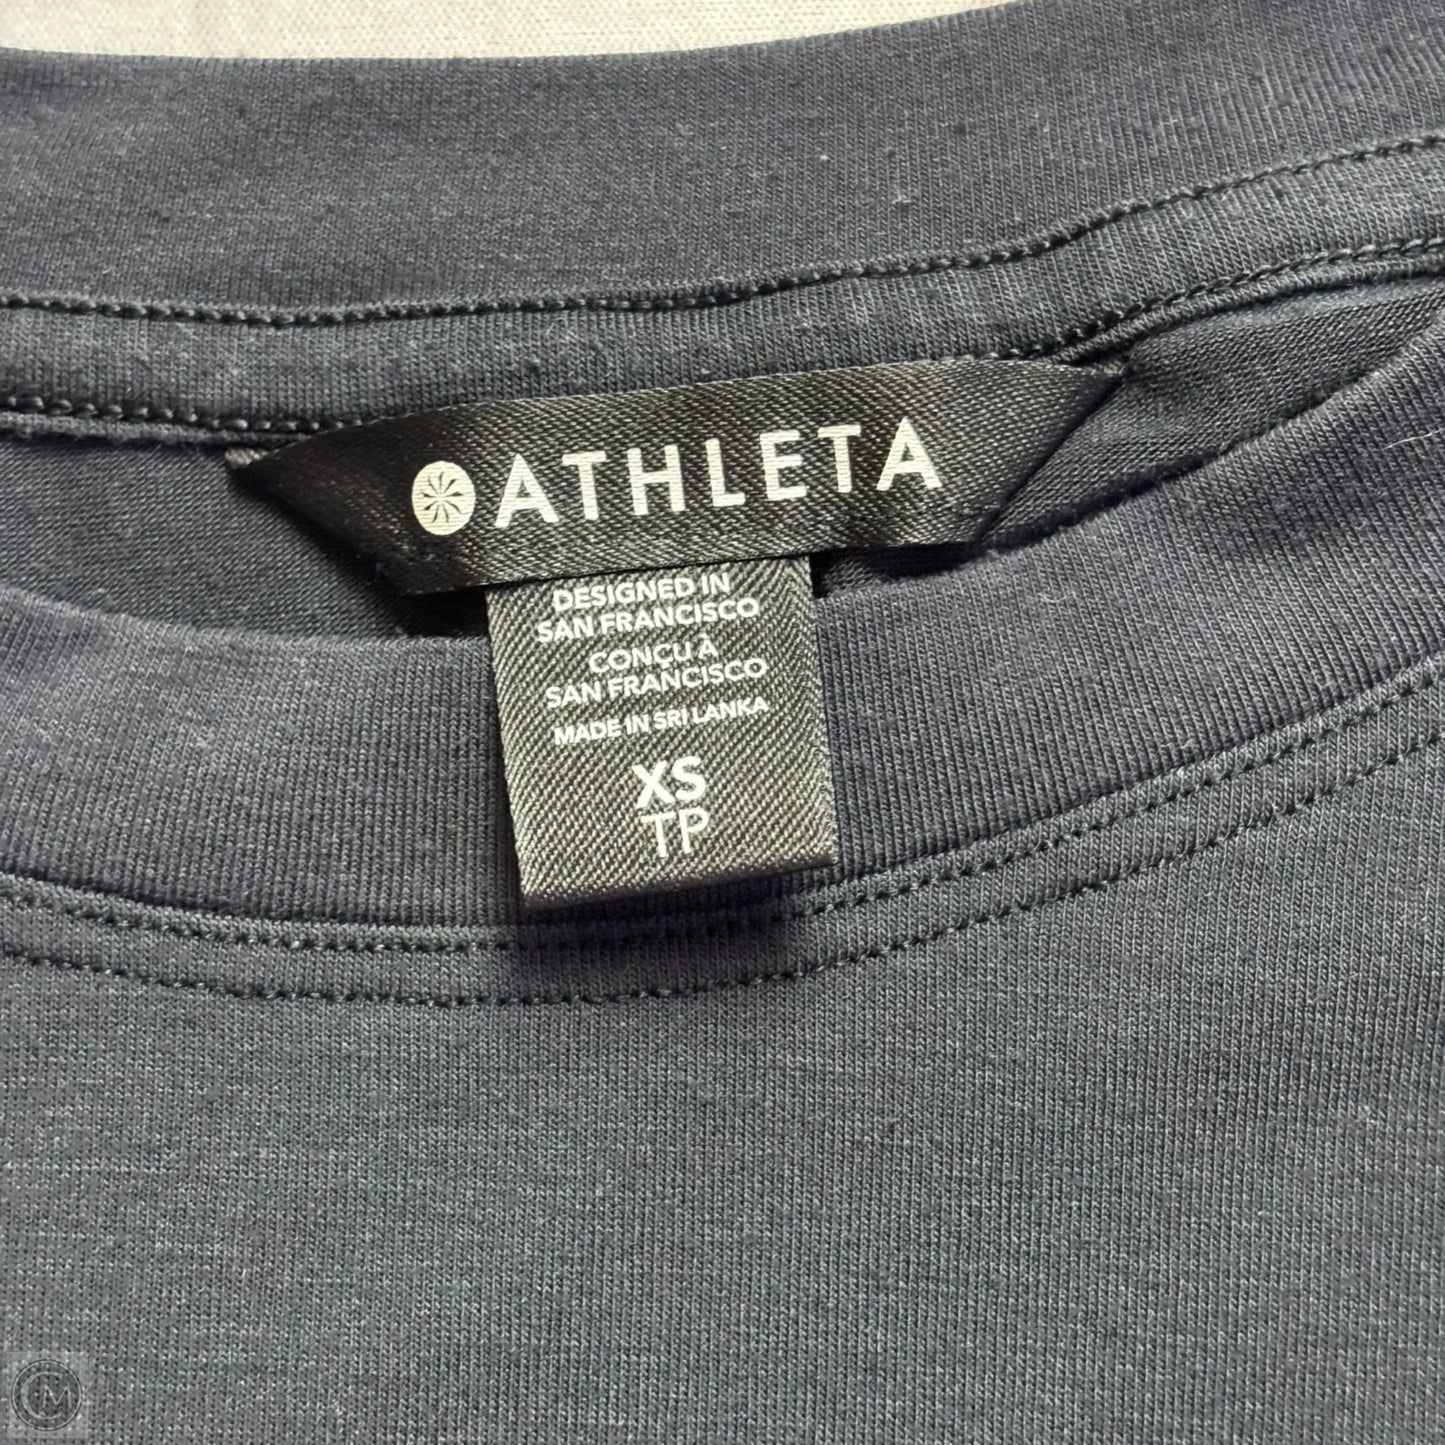 ATHLETA
DESIGNED IN
SAN FRANCISCO
CONÇU À
SAN FRANCISCO
MADE IN SRI LANKA
XS
TP